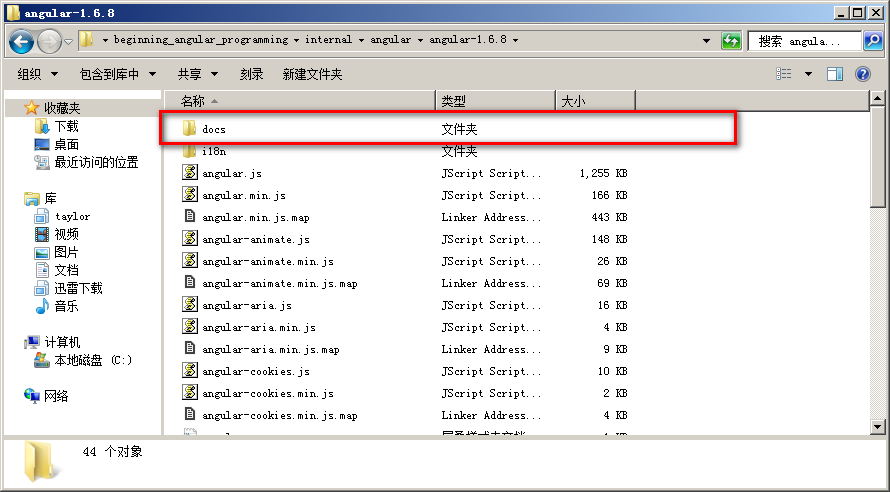 angular-1.6.8
beginning_angular_programming internal angular angular-1.6.8
搜索 angula...
组织 包含到库中 共享 刻录 新建文件夹
收藏夹
下载
桌面
最近访问的位置
库
taylor
视频
图片
文档
迅雷下载
音乐
计算机
本地磁盘 (C:)
网络
名称 类型 大小
docs 文件夹
i18n 文件夹
angular.js JScript Script... 1,255 KB
angular.min.js JScript Script... 166 KB
angular.min.js.map Linker Address... 443 KB
angular-animate.js JScript Script... 148 KB
angular-animate.min.js JScript Script... 26 KB
angular-animate.min.js.map Linker Address... 69 KB
angular-aria.js JScript Script... 16 KB
angular-aria.min.js JScript Script... 4 KB
angular-aria.min.js.map Linker Address... 9 KB
angular-cookies.js JScript Script... 10 KB
angular-cookies.min.js JScript Script... 2 KB
angular-cookies.min.js.map Linker Address... 4 KB
44 个对象